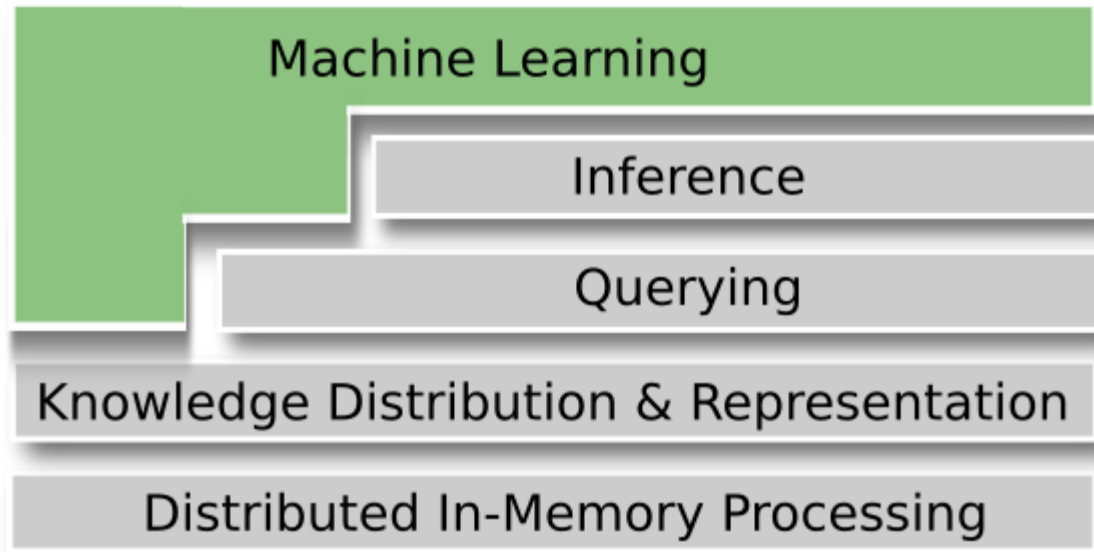 Machine Learning
Inference
Querying
Knowledge Distribution & Representation
Distributed In-Memory Processing